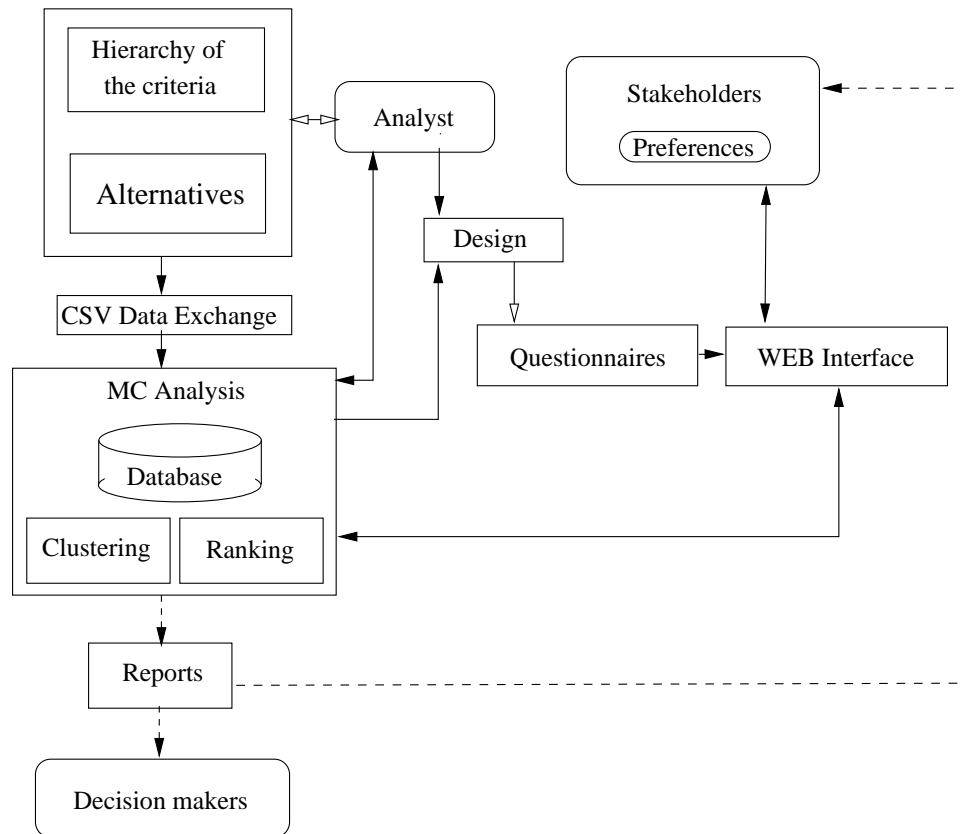 Hierarchy of
the criteria
Analyst
Stakeholders
Preferences
Alternatives
Design
CSV Data Exchange
Questionnaires
WEB Interface
MC Analysis
Database
Clustering
Ranking
Reports
Decision makers